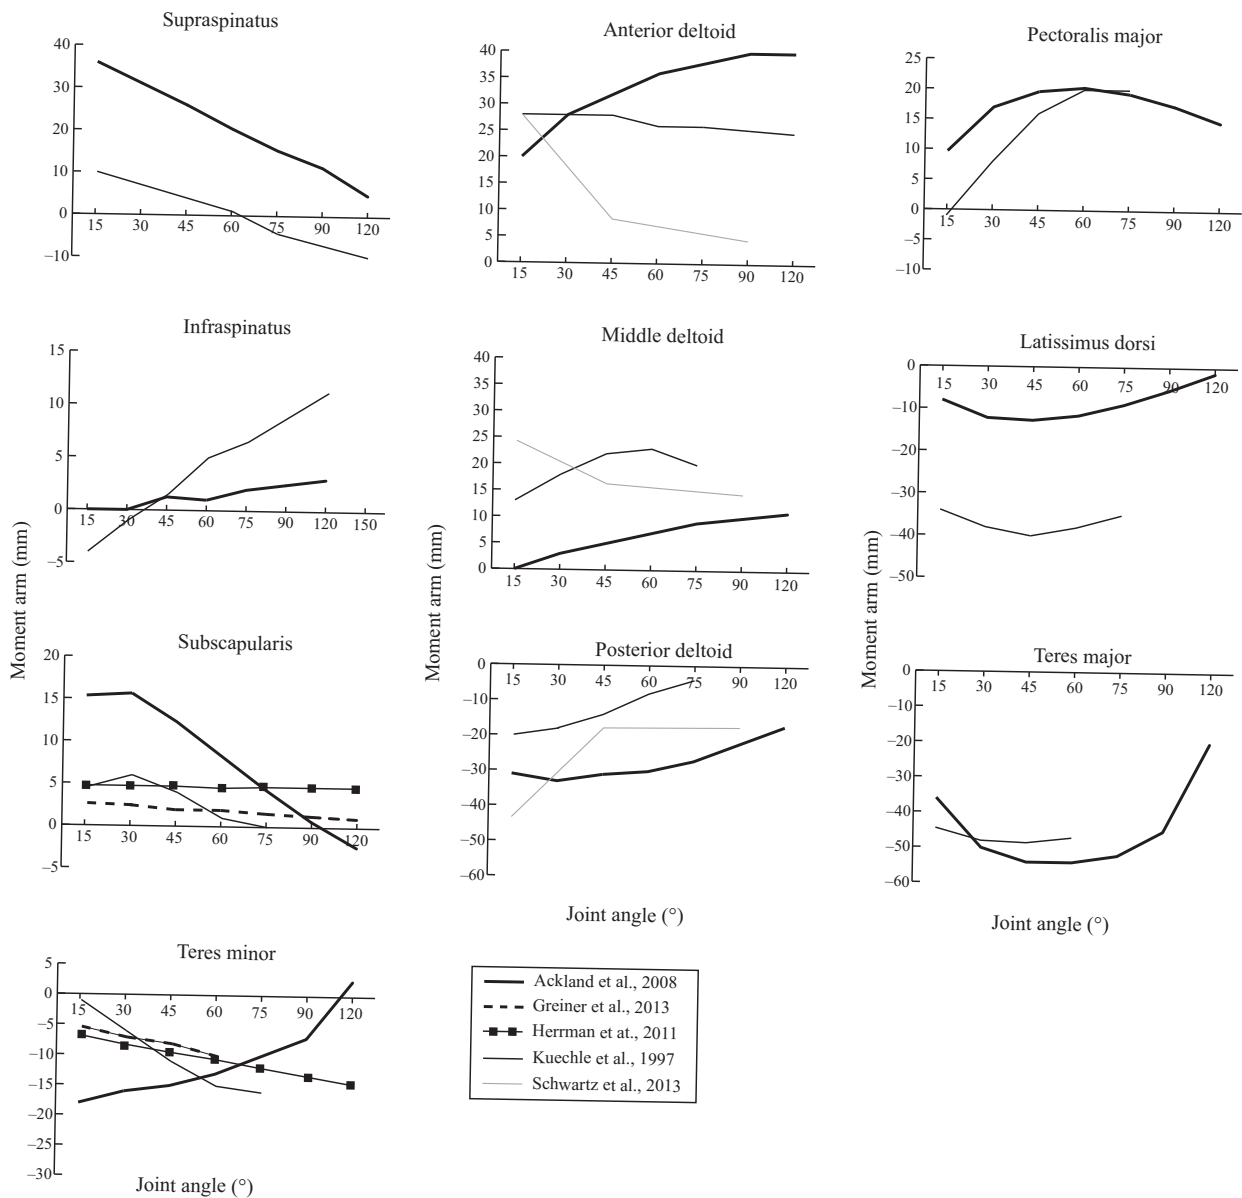 Supraspinatus
40
30
20
10
0
–10
15 30 45 60 75 90 120
Infraspinatus
15
10
5
0
–5
15 30 45 60 75 90 120 150
Moment arm (mm)
Subscapularis
20
15
10
5
0
–5
15 30 45 60 75 90 120
Teres minor
5
0
–5
–10
–15
–20
–25
–30
15 30 45 60 75 90 120
Joint angle (°)
Anterior deltoid
40
35
30
25
20
15
10
5
0
15 30 45 60 75 90 120
Middle deltoid
40
35
30
25
20
15
10
5
0
15 30 45 60 75 90 120
Moment arm (mm)
Posterior deltoid
0
–10
–20
–30
–40
–50
–60
15 30 45 60 75 90 120
Joint angle (°)
Ackland et al., 2008
Greiner et al., 2013
Herrman et at., 2011
Kuechle et al., 1997
Schwartz et al., 2013
Pectoralis major
25
20
15
10
5
0
–5
–10
15 30 45 60 75 90 120
Latissimus dorsi
0
–10
–20
–30
–40
–50
15 30 45 60 75 90 120
Moment arm (mm)
Teres major
0
–10
–20
–30
–40
–50
–60
15 30 45 60 75 90 120
Joint angle (°)